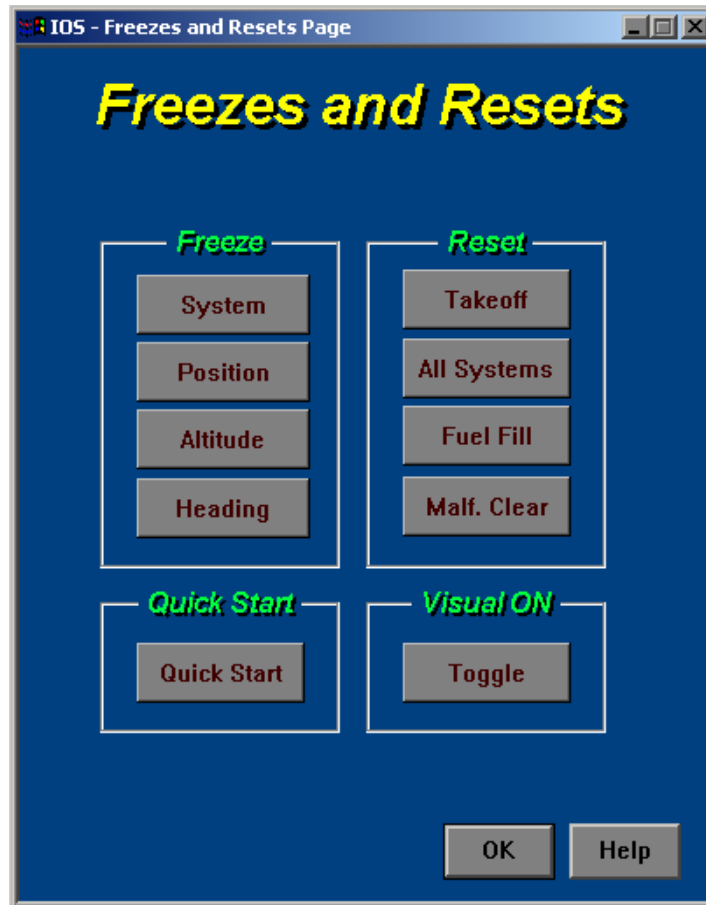 IOS - Freezes and Resets Page
Freezes and Resets
Freeze
System
Position
Altitude
Heading
Reset
Takeoff
All Systems
Fuel Fill
Malf. Clear
Quick Start
Quick Start
Visual ON
Toggle
OK
Help